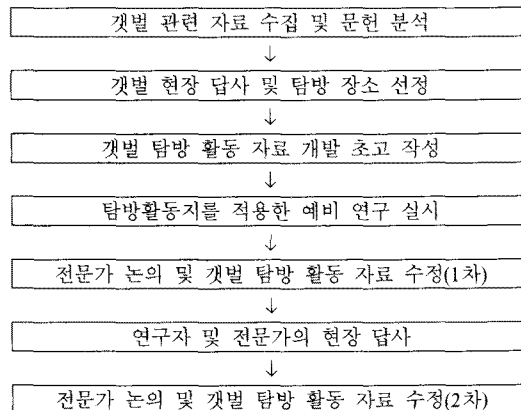 갯벌 관련 자료 수집 및 문헌 분석
↓
갯벌 현장 답사 및 탐방 장소 선정
↓
갯벌 탐방 활동 자료 개발 초고 작성
↓
탐방활동지를 적용한 예비 연구 실시
↓
전문가 논의 및 갯벌 탐방 활동 자료 수정(1차)
↓
연구자 및 전문가의 현장 답사
↓
전문가 논의 및 갯벌 탐방 활동 자료 수정(2차)